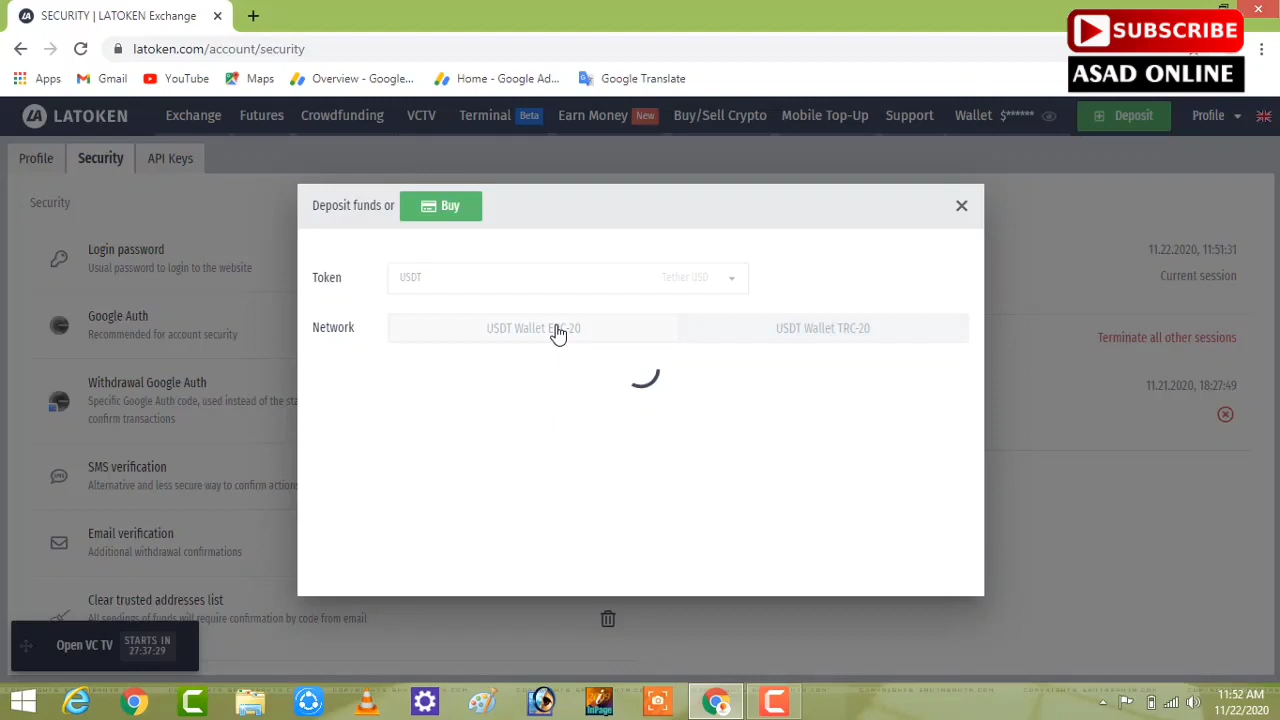 SECURITY | LATOKEN Exchange
SUBSCRIBE
ASAD ONLINE
latoken.com/account/security
Apps
Gmail
YouTube
Maps
Overview - Google...
Home - Google Ad...
Google Translate
LATOKEN
Exchange
Futures
Crowdfunding
VCTV
Terminal Beta
Earn Money New
Buy/Sell Crypto
Mobile Top-Up
Support
Wallet $******
Deposit
Profile
Profile
Security
API Keys
Security
Login password
Usual password to login to the website
Google Auth
Recommended for account security
Withdrawal Google Auth
Specific Google Auth code, used instead of the sta
confirm transactions
SMS verification
Alternative and less secure way to confirm actions
Email verification
Additional withdrawal confirmations
Clear trusted addresses list
All sendings of funds will require confirmation by code from email
Deposit funds or Buy
Token
USDT
Tether USD
Network
USDT Wallet ERC-20
USDT Wallet TRC-20
11.22.2020, 11:51:31
Current session
Terminate all other sessions
11.21.2020, 18:27:49
Open VC TV
STARTS IN
27:37:29
InPage
11:52 AM
11/22/2020